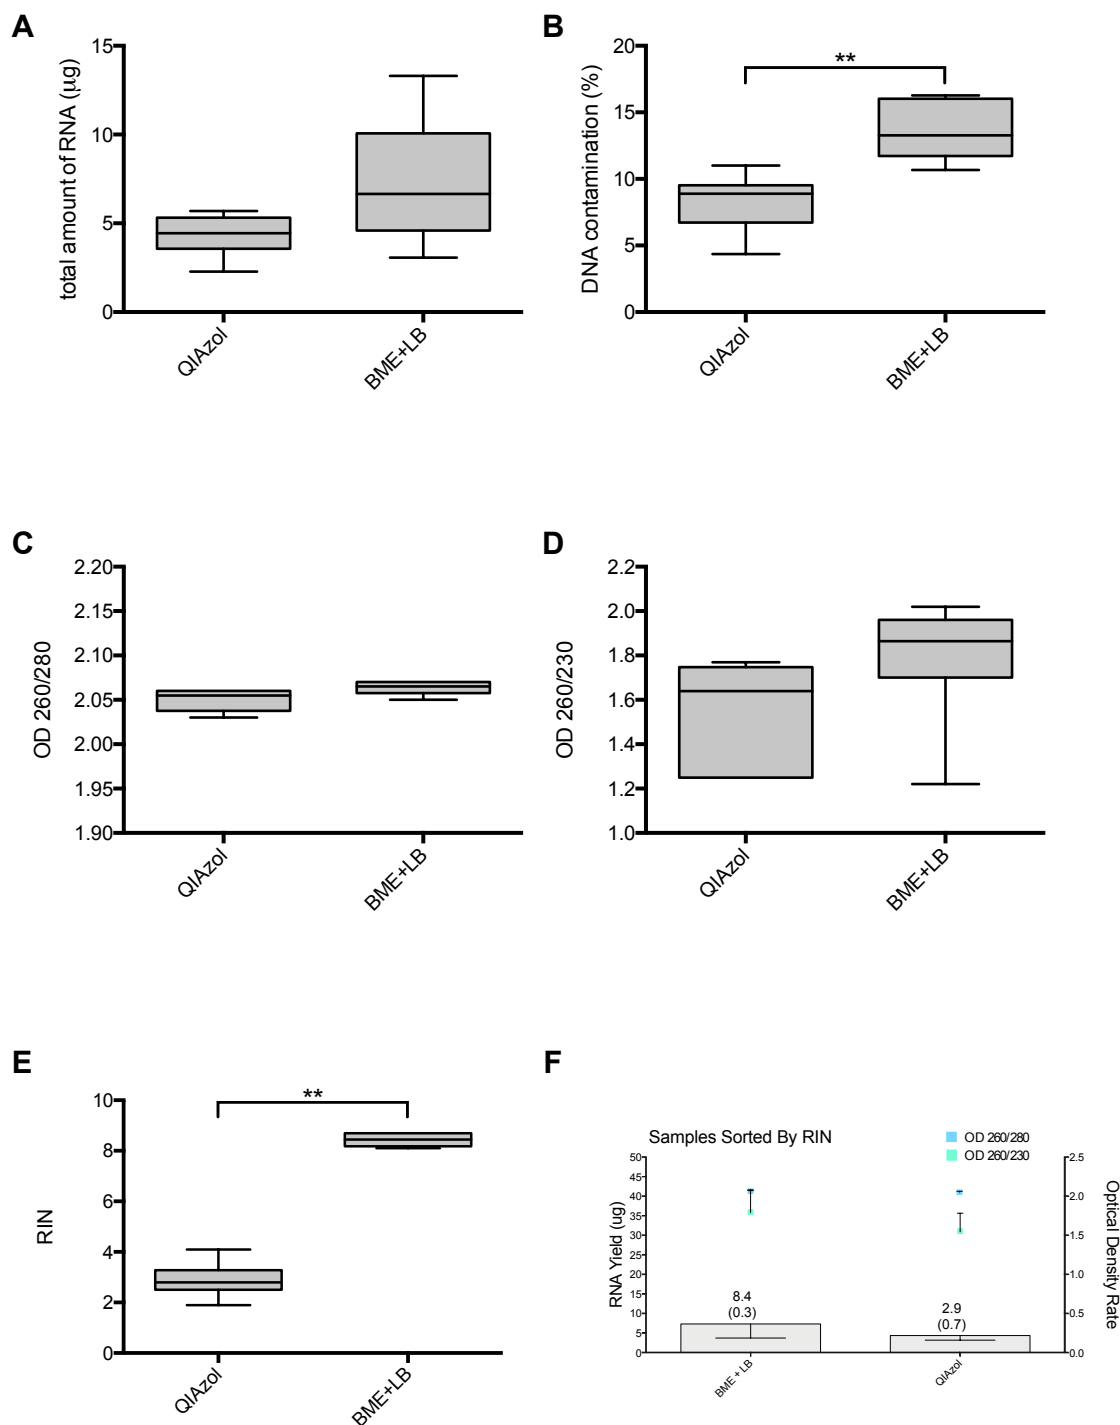 A
total amount of RNA (µg)
15
10
5
0
QIAzol
BME+LB
B
DNA contamination (%)
20
15
10
5
0
**
QIAzol
BME+LB
C
OD 260/280
2.20
2.15
2.10
2.05
2.00
1.95
1.90
QIAzol
BME+LB
D
OD 260/230
2.2
2.0
1.8
1.6
1.4
1.2
1.0
QIAzol
BME+LB
E
RIN
10
8
6
4
2
0
**
QIAzol
BME+LB
F
Samples Sorted By RIN
OD 260/280
OD 260/230
RNA Yield (ug)
50
45
40
35
30
25
20
15
10
5
0
8.4
(0.3)
2.9
(0.7)
2.5
2.0
1.5
1.0
0.5
0.0
Optical Density Rate
BME + LB
QIAzol